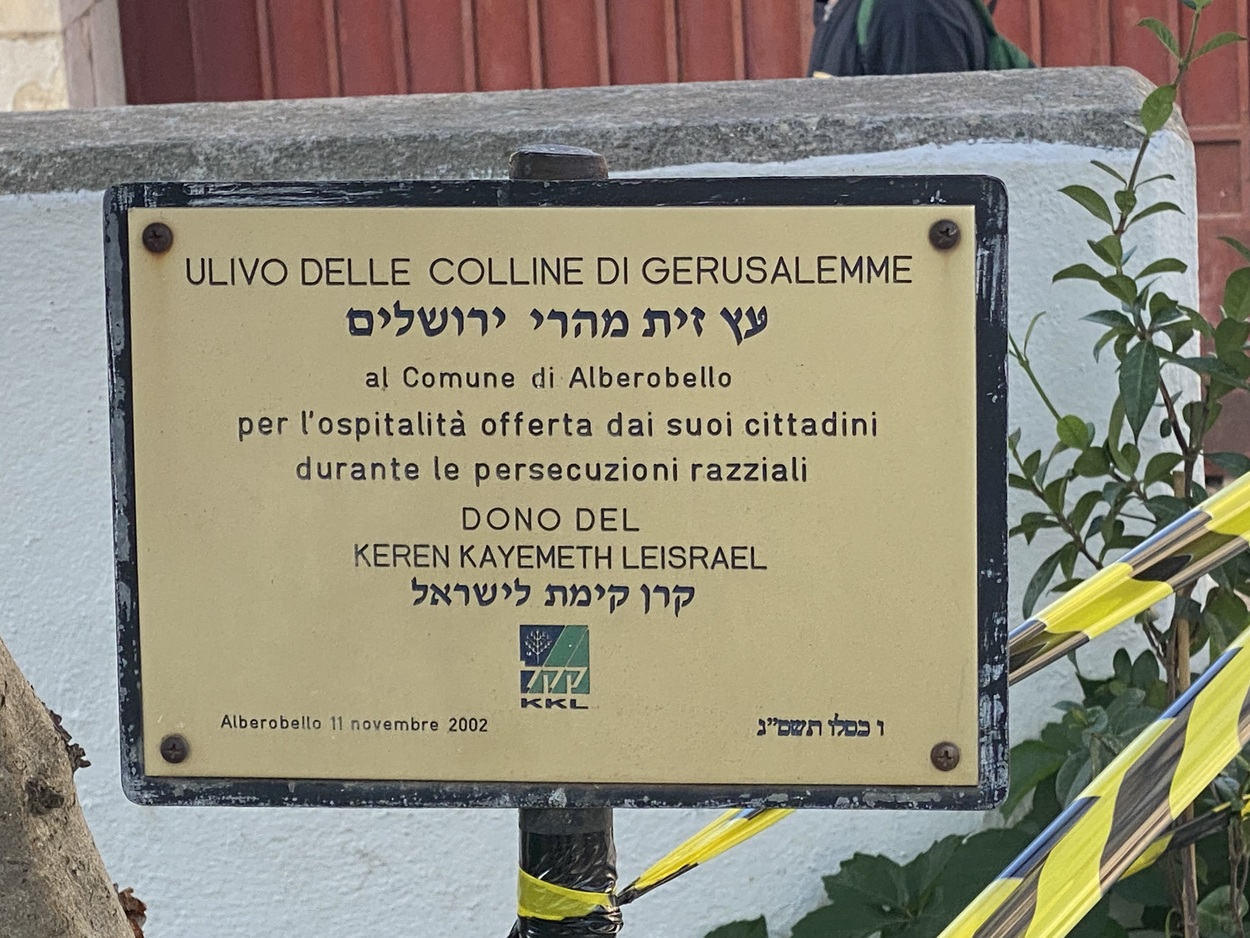 ULIVO DELLE COLLINE DI GERUSALEMME
עץ זית מהרי ירושלים
al Comune di Alberobello
per l'ospitalità offerta dai suoi cittadini
durante le persecuzioni razziali
DONO DEL
KEREN KAYEMETH LEISRAEL
קרן קימת לישראל
קקל
KKL
Alberobello 11 novembre 2002
ו כסלו תשס״ג